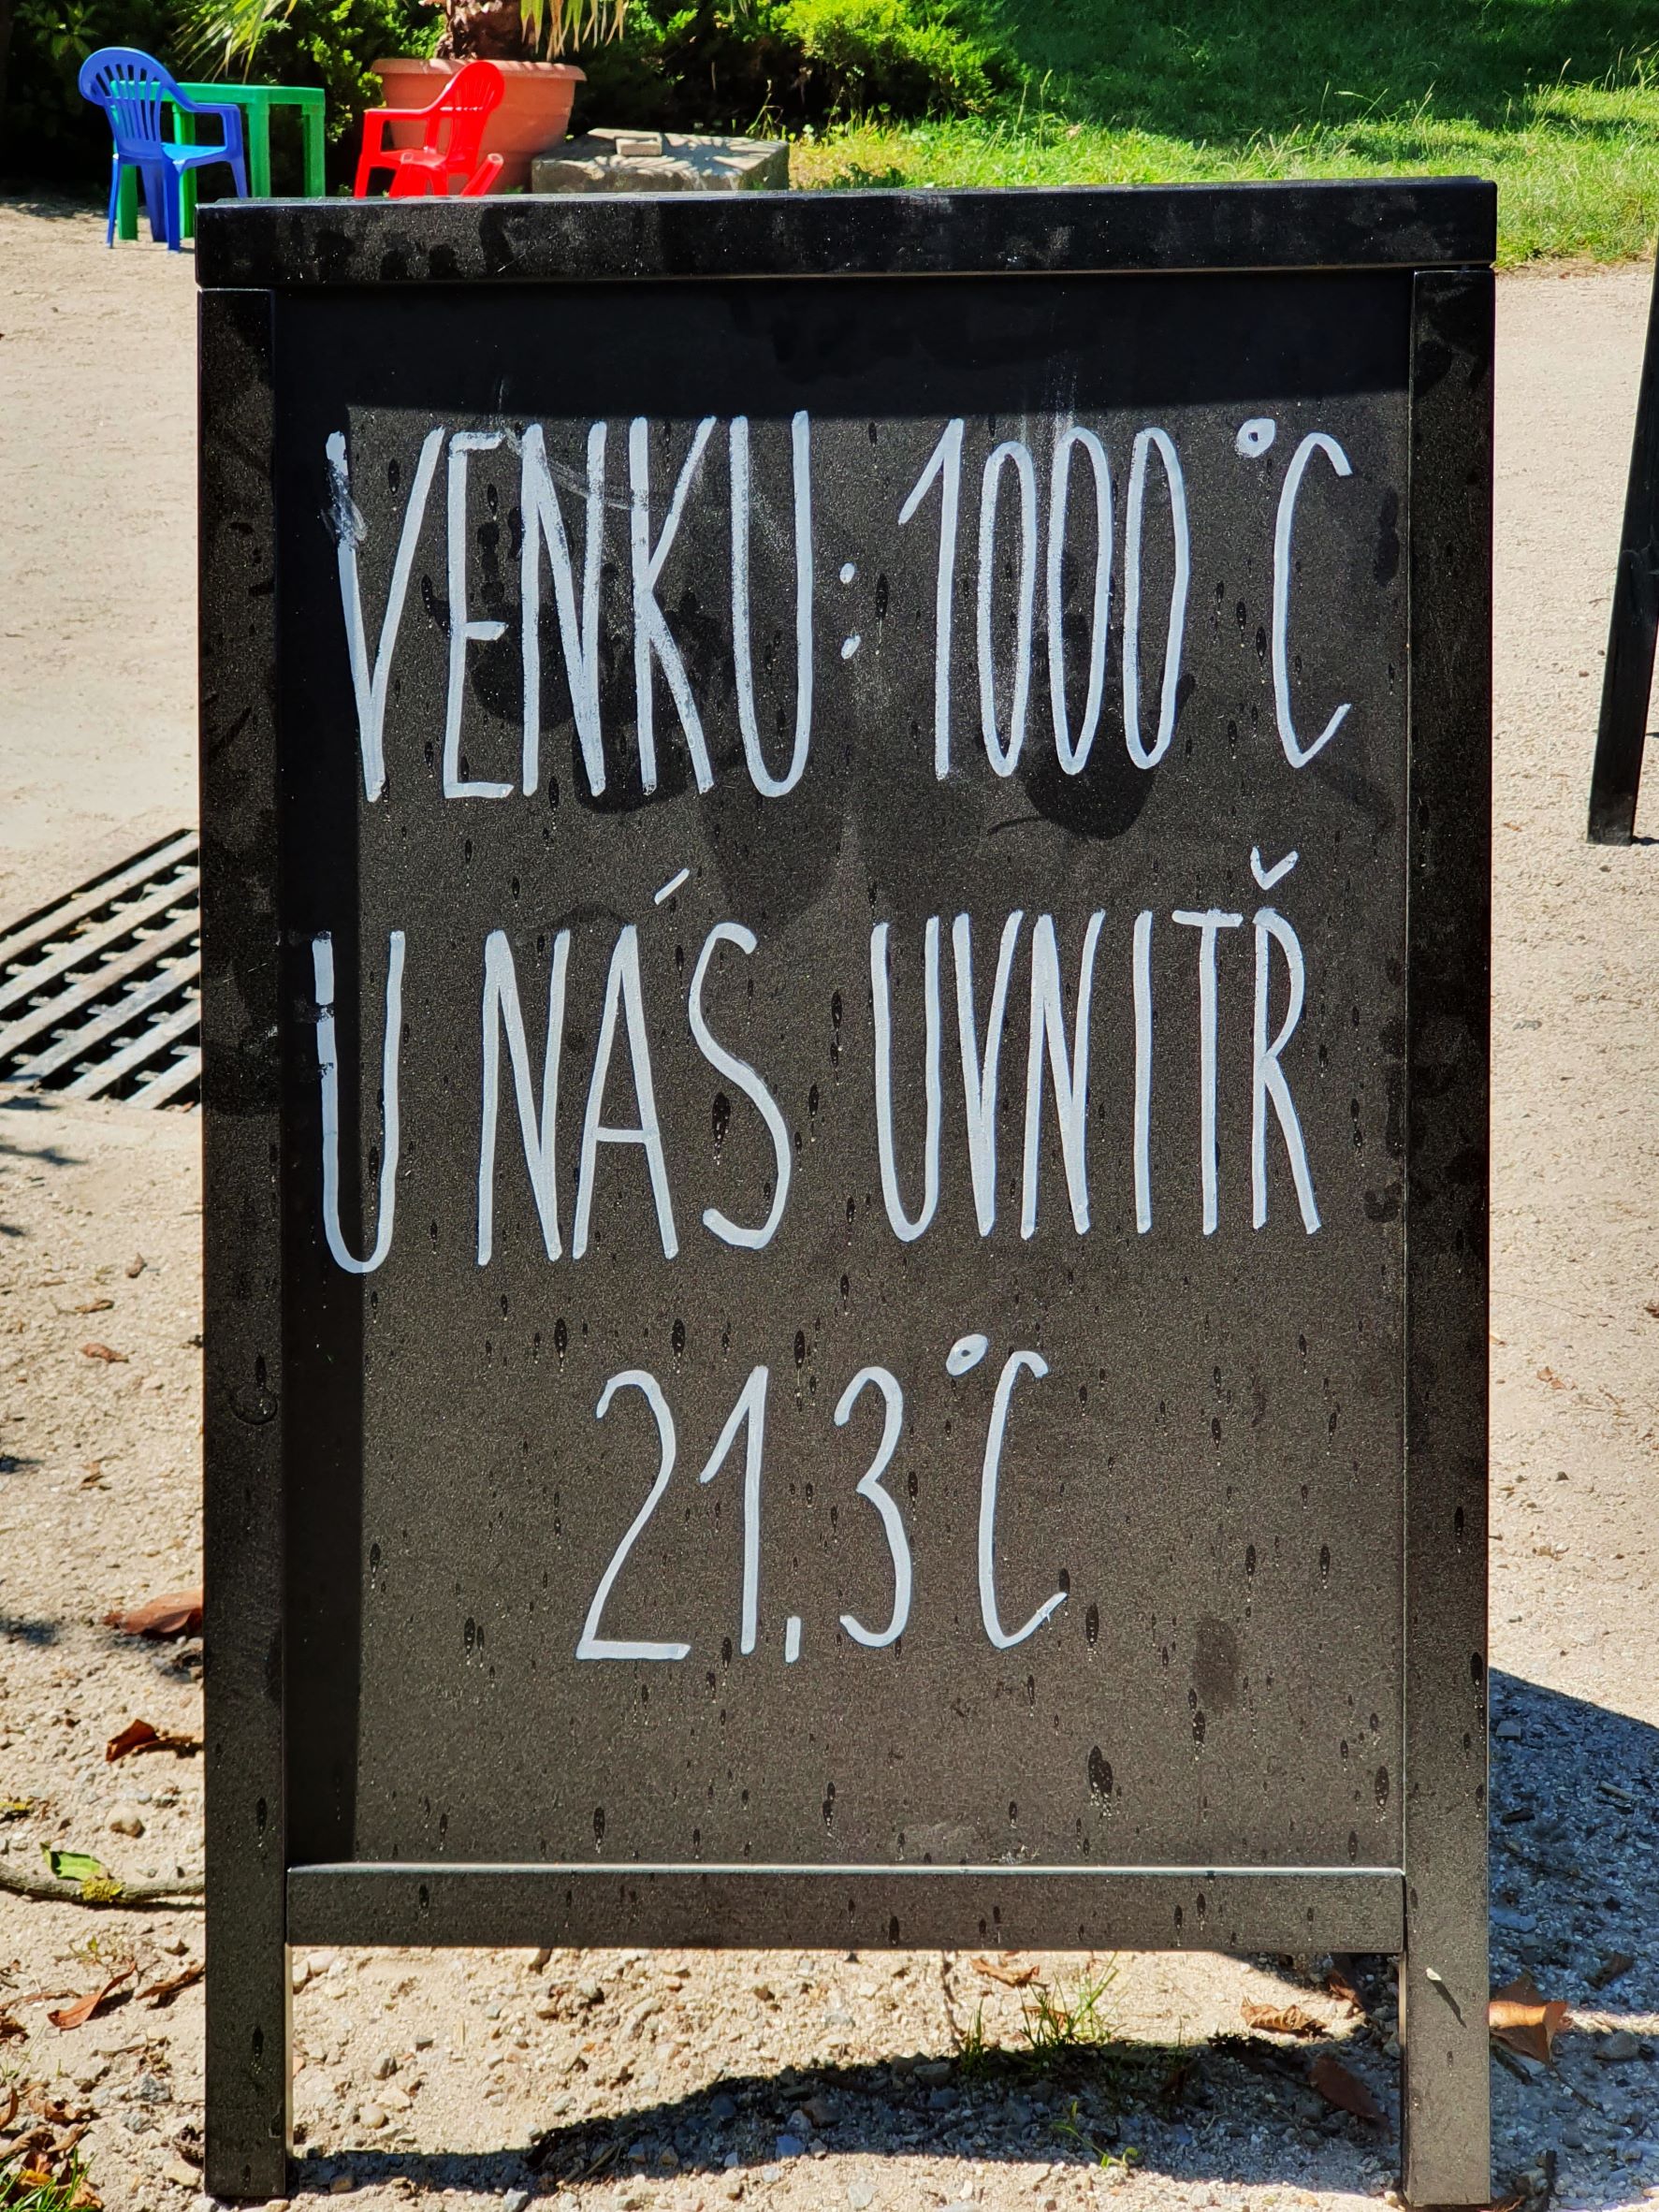 VENKU: 1000 °C
U NÁS UVNITŘ
21,3 °C